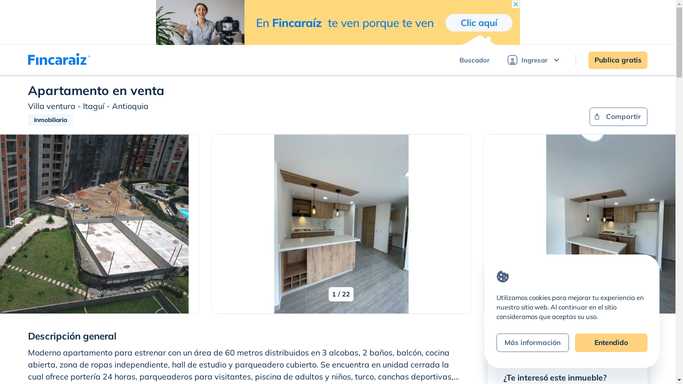 En Fincaraíz te ven porque te ven
Clic aquí
Fincaraíz
Buscador
Ingresar
Publica gratis
Apartamento en venta
Villa ventura - Itaguí - Antioquia
Inmobiliaria
Compartir
1 / 22
Descripción general
Moderno apartamento para estrenar con un área de 60 metros distribuidos en 3 alcobas, 2 baños, balcón, cocina
abierta, zona de ropas independiente, hall de estudio y parqueadero cubierto. Se encuentra en unidad cerrada la
cual ofrece portería 24 horas, parqueaderos para visitantes, piscina de adultos y niños, turco, canchas deportivas,...
Utilizamos cookies para mejorar tu experiencia en
nuestro sitio web. Al continuar en el sitio
consideramos que aceptas su uso.
Más información
Entendido
¿Te interesó este inmueble?